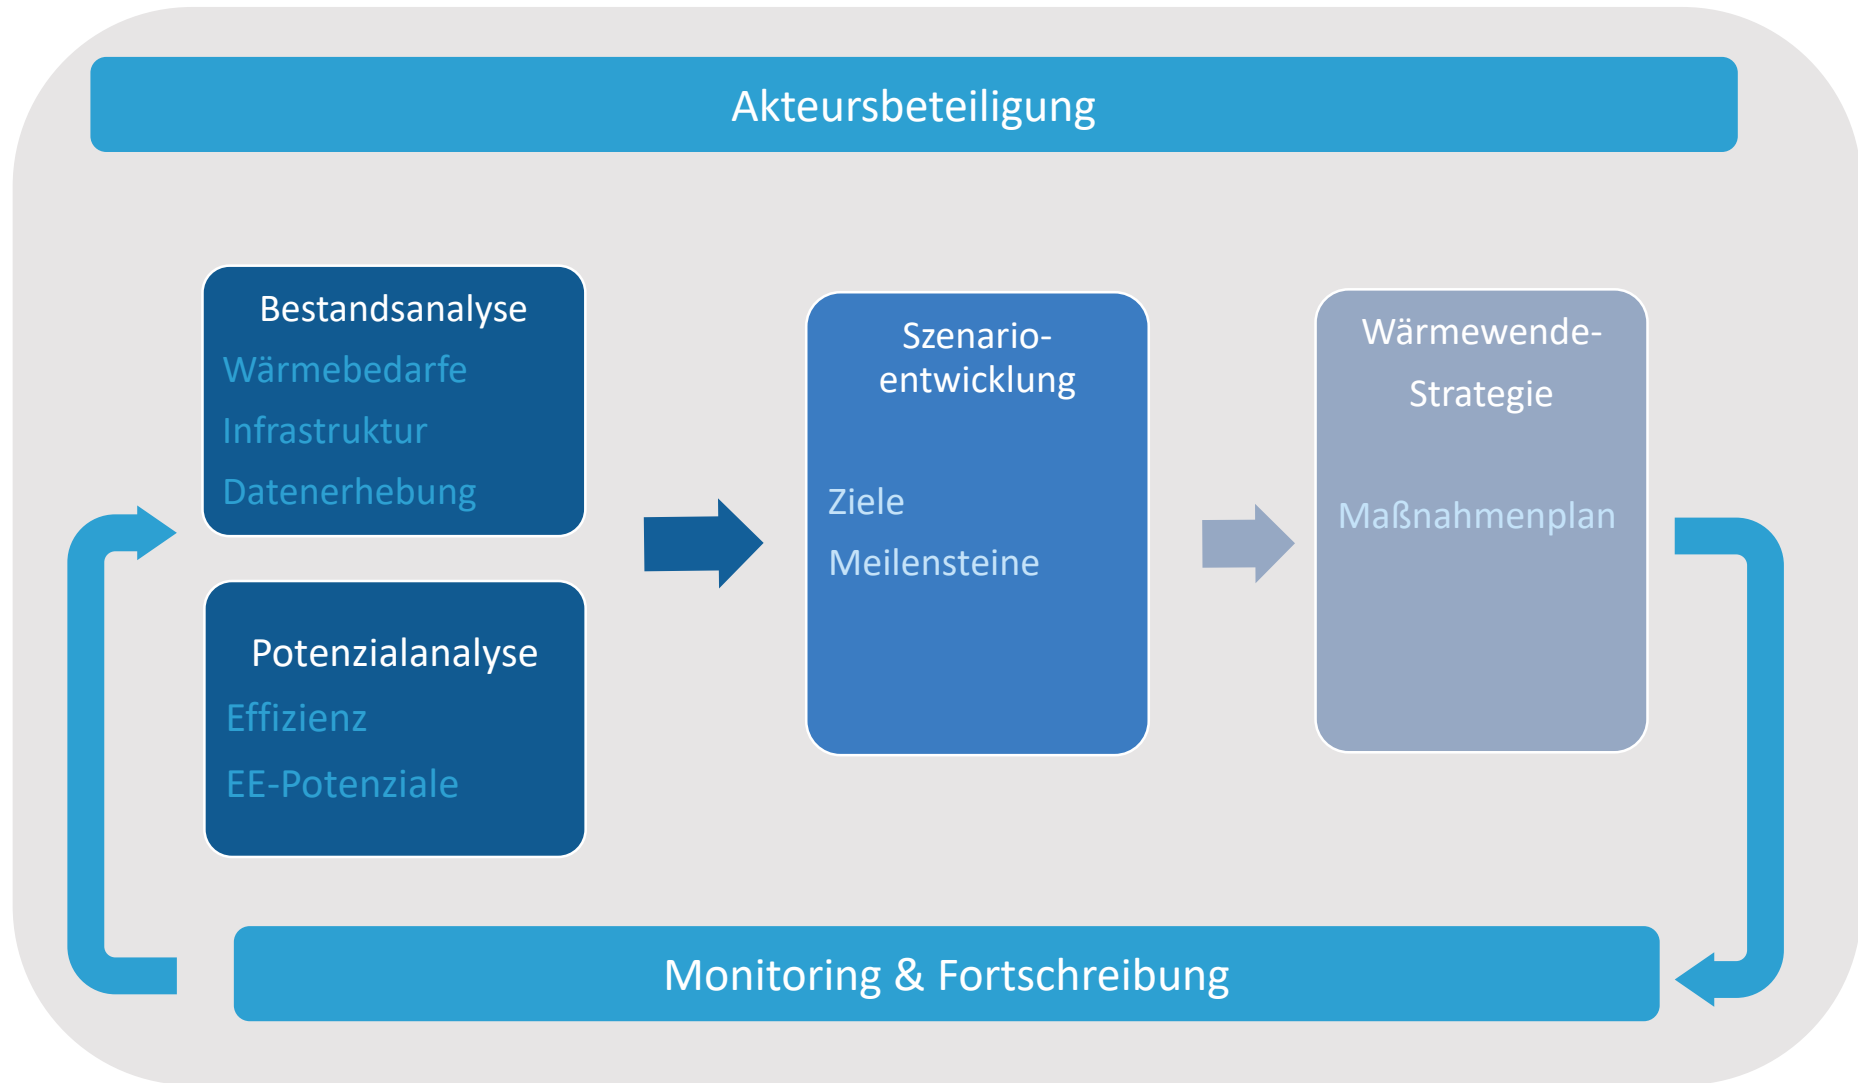 Akteursbeteiligung
Bestandsanalyse
Wärmebedarfe
Infrastruktur
Datenerhebung
Potenzialanalyse
Effizienz
EE-Potenziale
Szenario-
entwicklung
Ziele
Meilensteine
Wärmewende-
Strategie
Maßnahmenplan
Monitoring & Fortschreibung